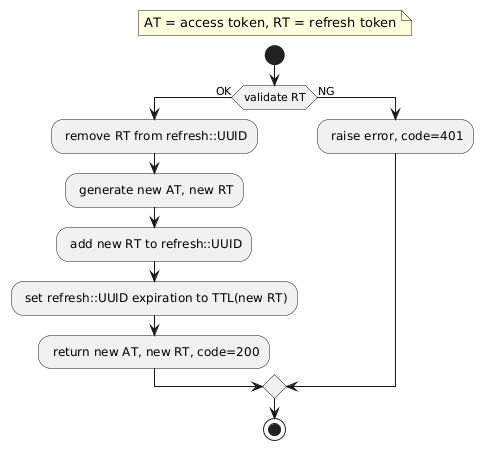 AT = access token, RT = refresh token
validate RT
OK
NG
remove RT from refresh::UUID
generate new AT, new RT
add new RT to refresh::UUID
set refresh::UUID expiration to TTL(new RT)
return new AT, new RT, code=200
raise error, code=401